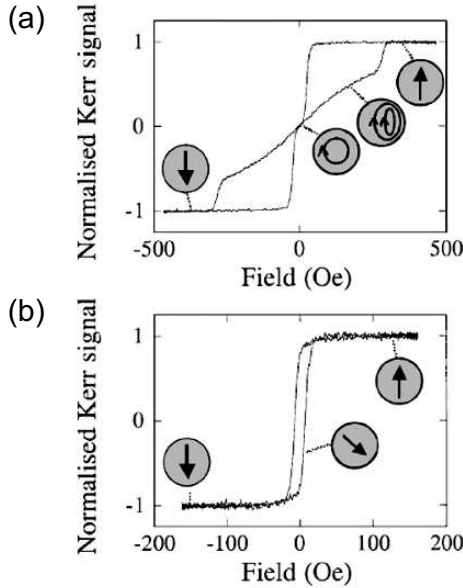 (a)
Normalised Kerr signal
1
0
-1
-500
0
500
Field (Oe)
(b)
Normalised Kerr signal
1
0
-1
-200
-100
0
100
200
Field (Oe)